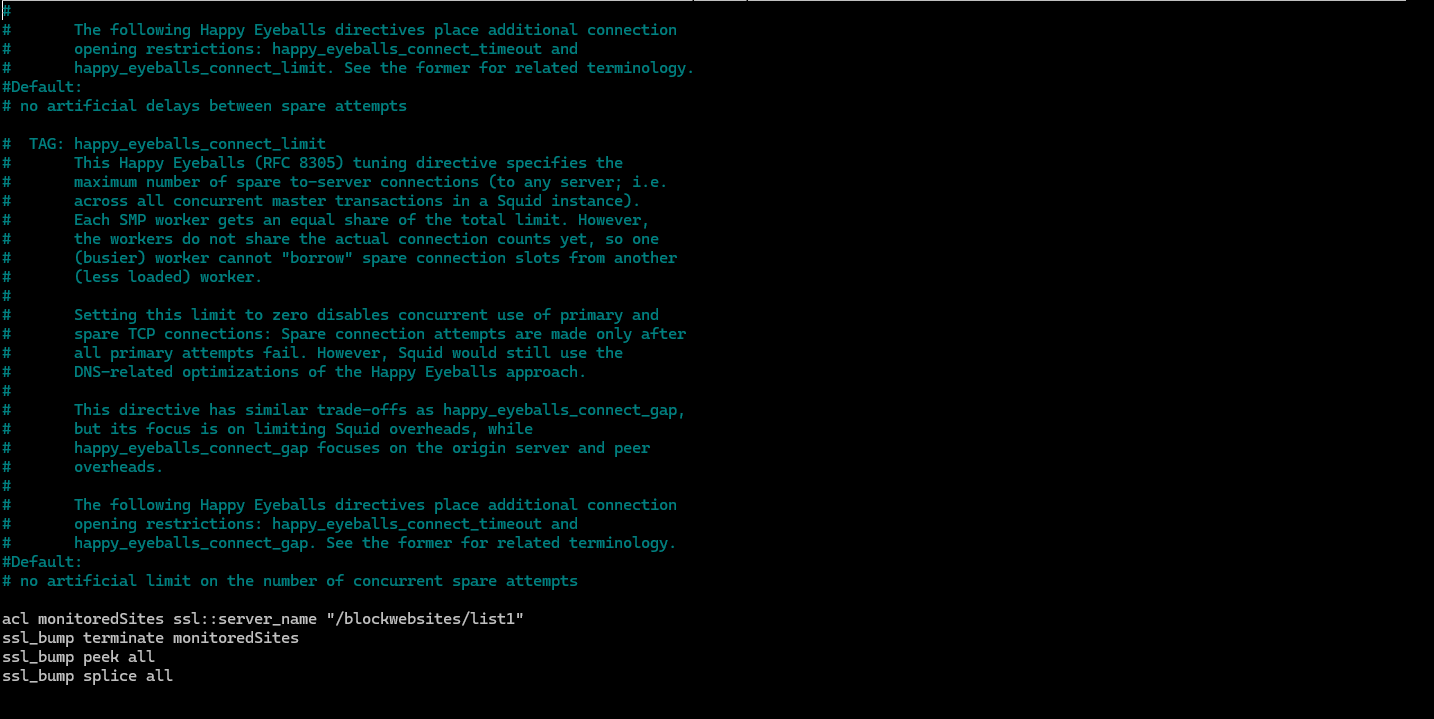 #
#       The following Happy Eyeballs directives place additional connection
#       opening restrictions: happy_eyeballs_connect_timeout and
#       happy_eyeballs_connect_limit. See the former for related terminology.
#Default:
# no artificial delays between spare attempts

#  TAG: happy_eyeballs_connect_limit
#       This Happy Eyeballs (RFC 8305) tuning directive specifies the
#       maximum number of spare to-server connections (to any server; i.e.
#       across all concurrent master transactions in a Squid instance).
#       Each SMP worker gets an equal share of the total limit. However,
#       the workers do not share the actual connection counts yet, so one
#       (busier) worker cannot "borrow" spare connection slots from another
#       (less loaded) worker.
#
#       Setting this limit to zero disables concurrent use of primary and
#       spare TCP connections: Spare connection attempts are made only after
#       all primary attempts fail. However, Squid would still use the
#       DNS-related optimizations of the Happy Eyeballs approach.
#
#       This directive has similar trade-offs as happy_eyeballs_connect_gap,
#       but its focus is on limiting Squid overheads, while
#       happy_eyeballs_connect_gap focuses on the origin server and peer
#       overheads.
#
#       The following Happy Eyeballs directives place additional connection
#       opening restrictions: happy_eyeballs_connect_timeout and
#       happy_eyeballs_connect_gap. See the former for related terminology.
#Default:
# no artificial limit on the number of concurrent spare attempts

acl monitoredSites ssl::server_name "/blockwebsites/list1"
ssl_bump terminate monitoredSites
ssl_bump peek all
ssl_bump splice all